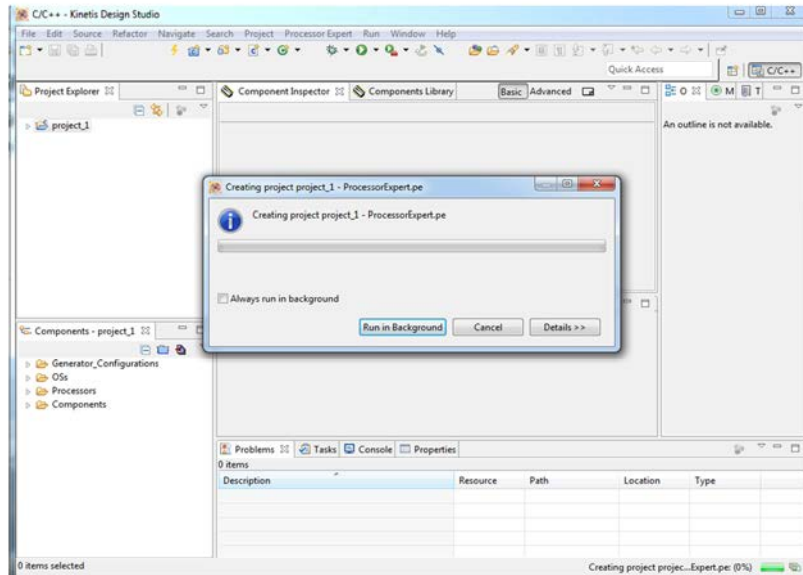 C/C++ - Kinetis Design Studio
File Edit Source Refactor Navigate Search Project Processor Expert Run Window Help
Quick Access
C/C++
Project Explorer
Component Inspector
Components Library
Basic
Advanced
O
M
T
project_1
An outline is not available.
Creating project project_1 - ProcessorExpert.pe
Creating project project_1 - ProcessorExpert.pe
Always run in background
Run in Background
Cancel
Details >>
Components - project_1
Generator_Configurations
OSs
Processors
Components
Problems
Tasks
Console
Properties
0 items
Description
Resource
Path
Location
Type
0 items selected
Creating project projec...Expert.pe: (0%)